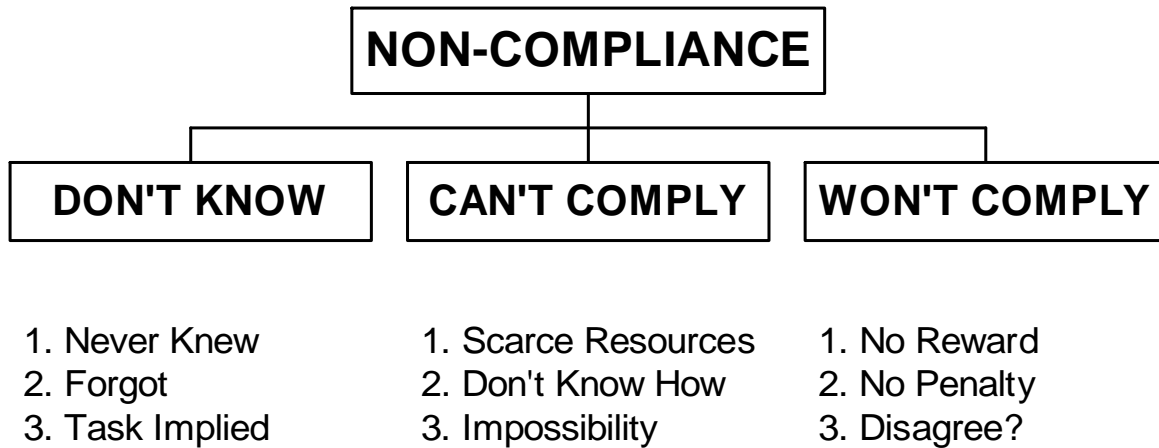 NON-COMPLIANCE
DON'T KNOW
CAN'T COMPLY
WON'T COMPLY
1. Never Knew
2. Forgot
3. Task Implied
1. Scarce Resources
2. Don't Know How
3. Impossibility
1. No Reward
2. No Penalty
3. Disagree?